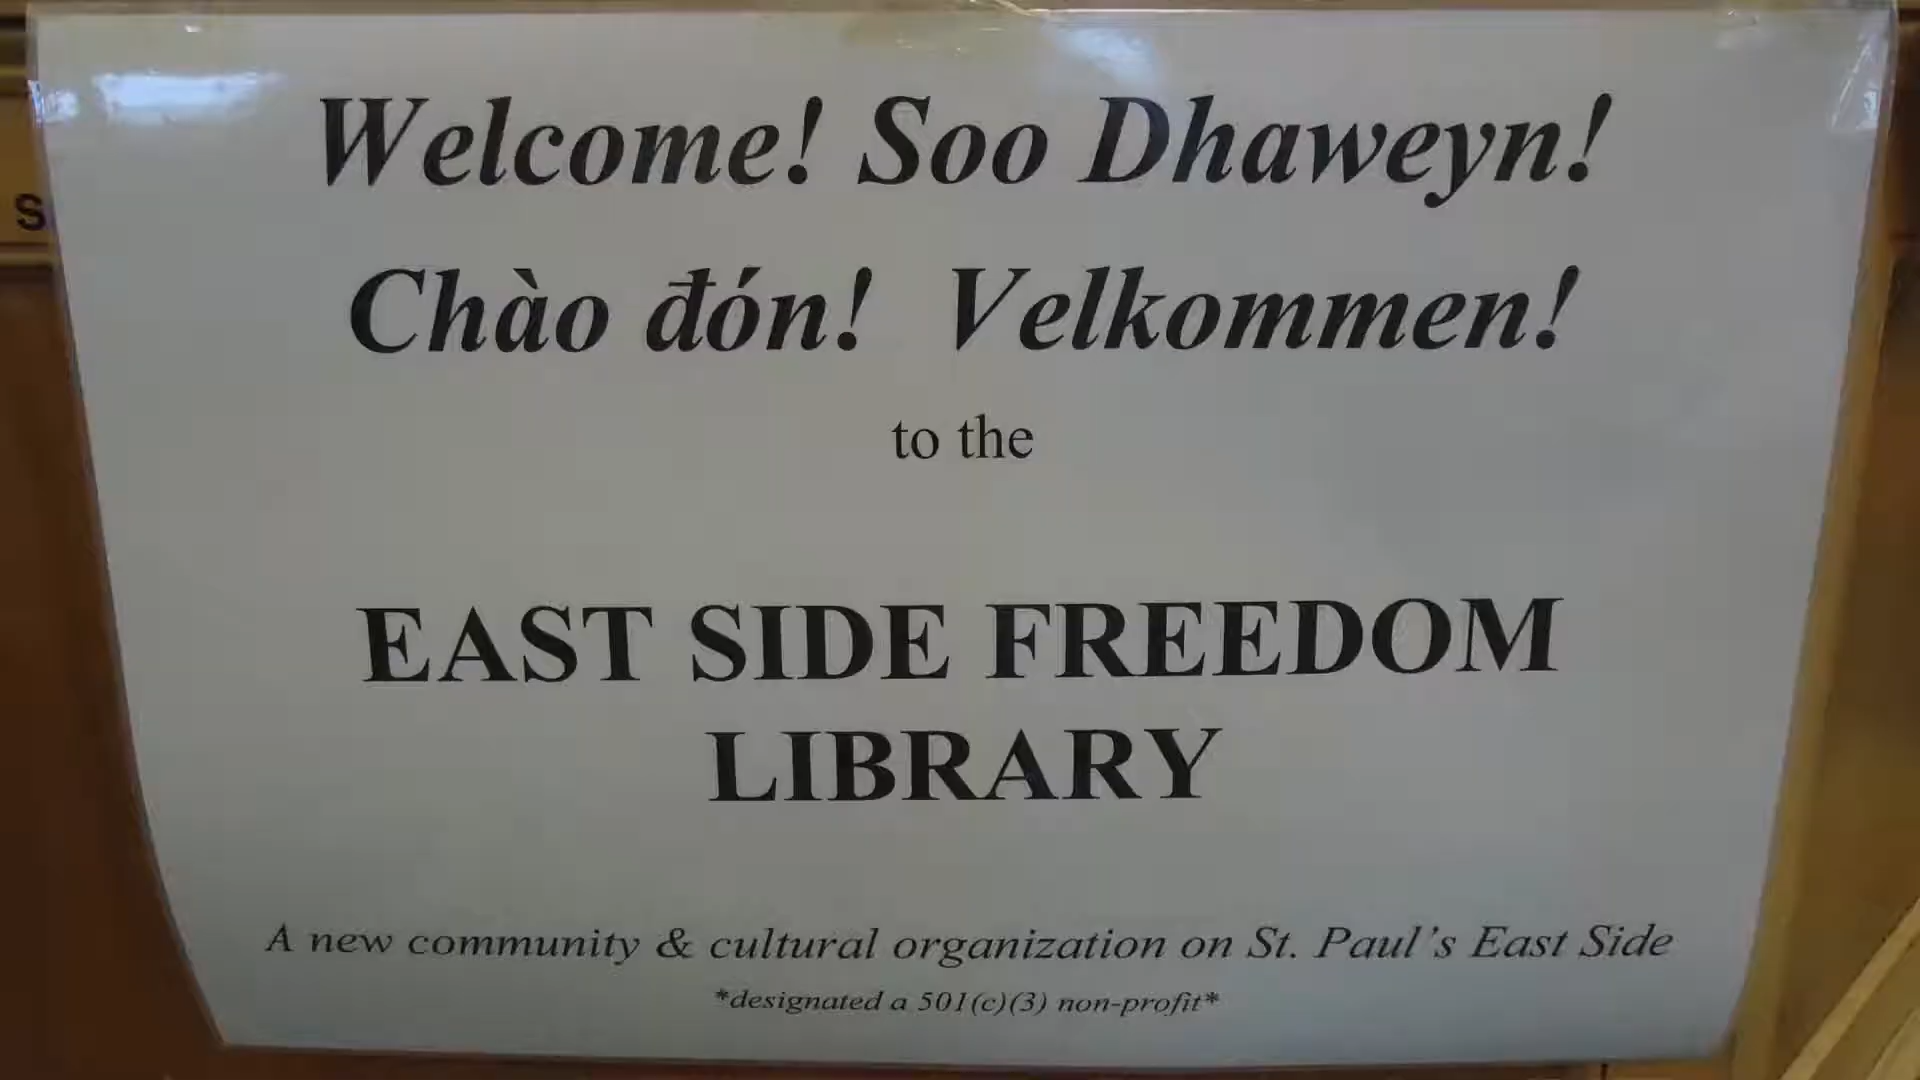 Welcome! Soo Dhaweyn!
Chào đón! Velkommen!
to the
EAST SIDE FREEDOM
LIBRARY
A new community & cultural organization on St. Paul's East Side
*designated a 501(c)(3) non-profit*